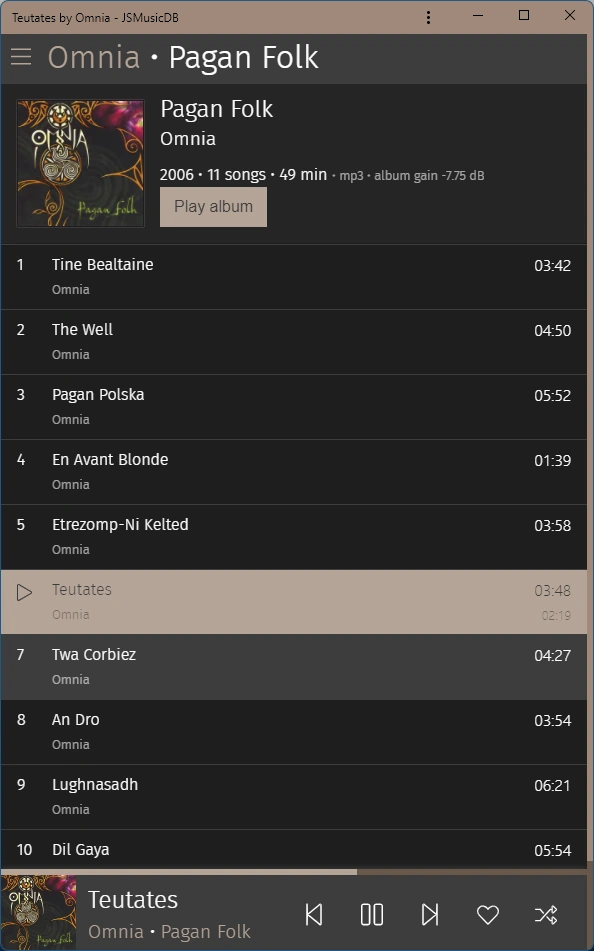 Teutates by Omnia - JSMusicDB
Omnia • Pagan Folk
OMNIA
Pagan folk
Pagan Folk
Omnia
2006 • 11 songs • 49 min • mp3 • album gain -7.75 dB
Play album
1 Tine Bealtaine 03:42
Omnia
2 The Well 04:50
Omnia
3 Pagan Polska 05:52
Omnia
4 En Avant Blonde 01:39
Omnia
5 Etrezomp-Ni Kelted 03:58
Omnia
Teutates 03:48
Omnia 02:19
7 Twa Corbiez 04:27
Omnia
8 An Dro 03:54
Omnia
9 Lughnasadh 06:21
Omnia
10 Dil Gaya 05:54
OMNIA
Pagan folk
Teutates
Omnia • Pagan Folk